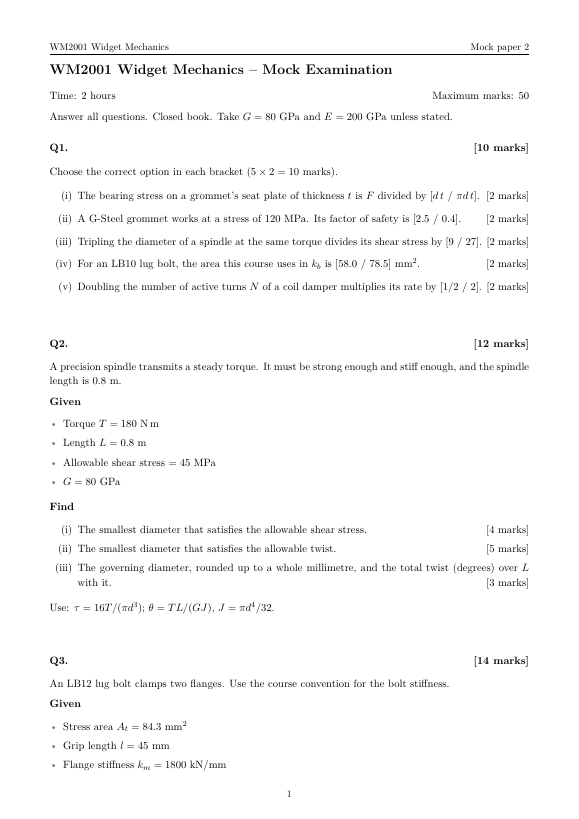 WM2001 Widget Mechanics Mock paper 2
WM2001 Widget Mechanics – Mock Examination
Time: 2 hours Maximum marks: 50
Answer all questions. Closed book. Take G = 80 GPa and E = 200 GPa unless stated.
Q1. [10 marks]
Choose the correct option in each bracket (5 × 2 = 10 marks).
(i) The bearing stress on a grommet's seat plate of thickness t is F divided by [d t / πd t]. [2 marks]
(ii) A G-Steel grommet works at a stress of 120 MPa. Its factor of safety is [2.5 / 0.4]. [2 marks]
(iii) Tripling the diameter of a spindle at the same torque divides its shear stress by [9 / 27]. [2 marks]
(iv) For an LB10 lug bolt, the area this course uses in k_b is [58.0 / 78.5] mm². [2 marks]
(v) Doubling the number of active turns N of a coil damper multiplies its rate by [1/2 / 2]. [2 marks]
Q2. [12 marks]
A precision spindle transmits a steady torque. It must be strong enough and stiff enough, and the spindle
length is 0.8 m.
Given
• Torque T = 180 N m
• Length L = 0.8 m
• Allowable shear stress = 45 MPa
• G = 80 GPa
Find
(i) The smallest diameter that satisfies the allowable shear stress. [4 marks]
(ii) The smallest diameter that satisfies the allowable twist. [5 marks]
(iii) The governing diameter, rounded up to a whole millimetre, and the total twist (degrees) over L
with it. [3 marks]
Use: τ = 16T/(πd³); θ = TL/(GJ), J = πd⁴/32.
Q3. [14 marks]
An LB12 lug bolt clamps two flanges. Use the course convention for the bolt stiffness.
Given
• Stress area A_t = 84.3 mm²
• Grip length l = 45 mm
• Flange stiffness k_m = 1800 kN/mm
1